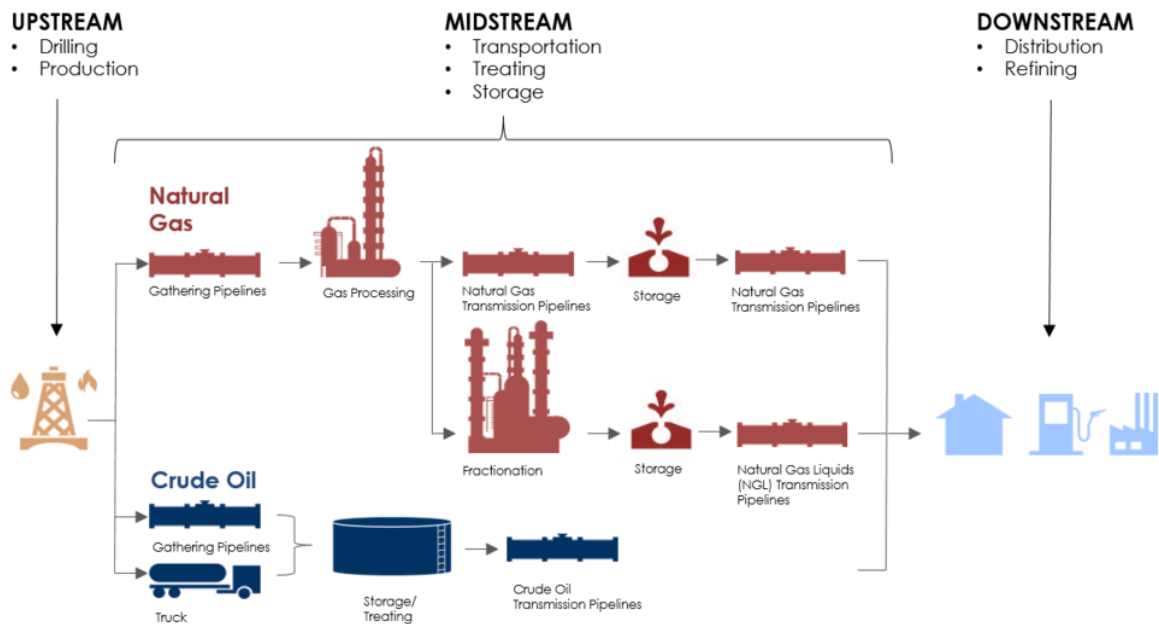 UPSTREAM
• Drilling
• Production
MIDSTREAM
• Transportation
• Treating
• Storage
DOWNSTREAM
• Distribution
• Refining
Natural
Gas
Gathering Pipelines
Gas Processing
Natural Gas
Transmission Pipelines
Storage
Natural Gas
Transmission Pipelines
Fractionation
Storage
Natural Gas Liquids
(NGL) Transmission
Pipelines
Crude Oil
Gathering Pipelines
Truck
Storage/
Treating
Crude Oil
Transmission Pipelines